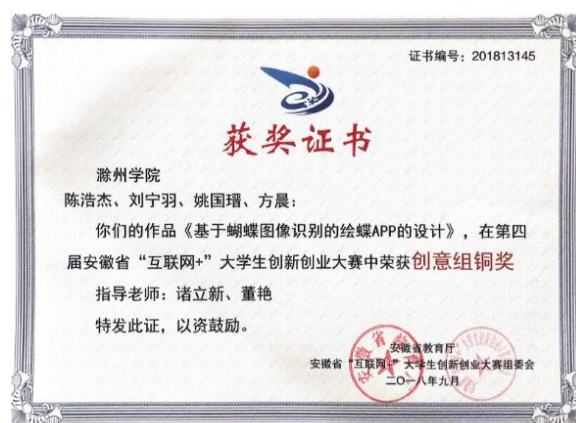 证书编号：201813145
获奖证书
滁州学院
陈浩杰、刘宁羽、姚国瑨、方晨：
你们的作品《基于蝴蝶图像识别的绘蝶APP的设计》，在第四
届安徽省“互联网+”大学生创新创业大赛中荣获创意组铜奖
指导老师：诸立新、董艳
特发此证，以资鼓励。
安徽省教育厅
安徽省“互联网+”大学生创新创业大赛组委会
二〇一八年九月